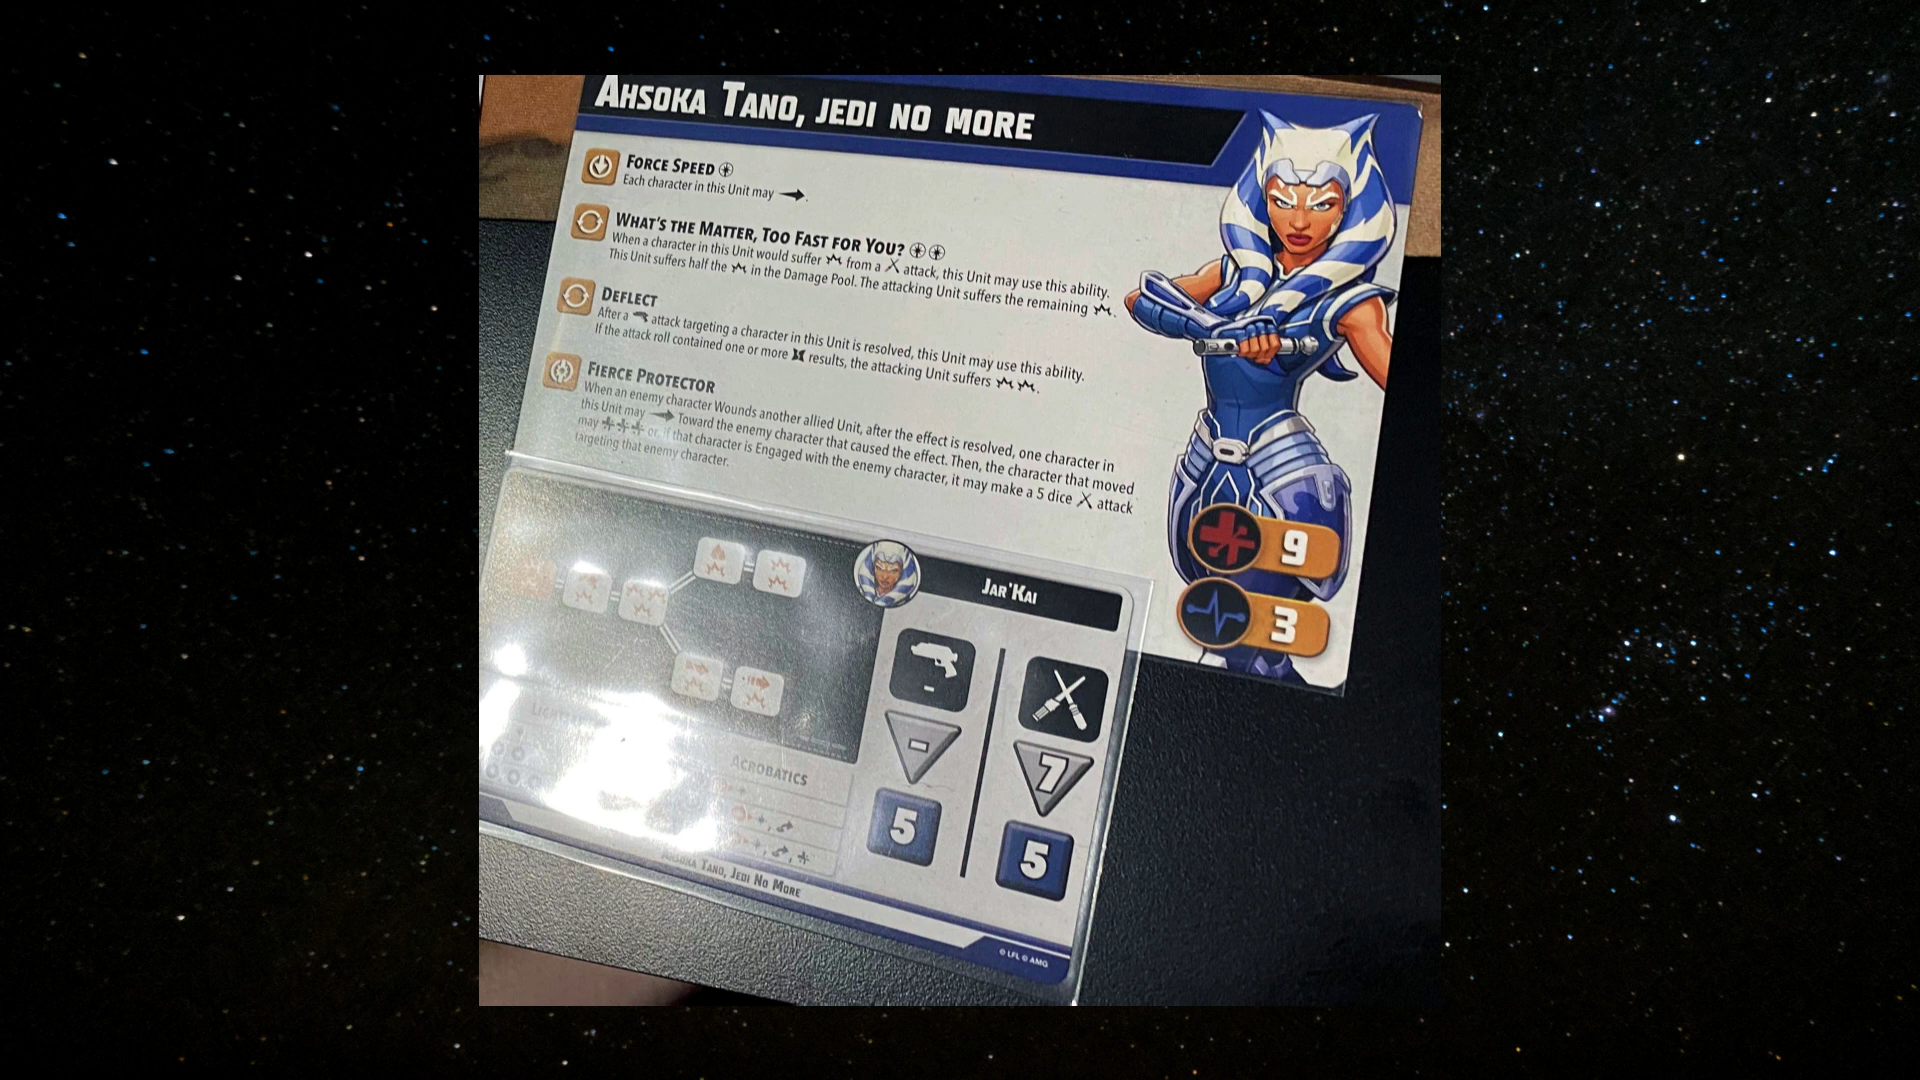 AHSOKA TANO, JEDI NO MORE
FORCE SPEED
Each character in this Unit may .
WHAT'S THE MATTER, TOO FAST FOR YOU?
When a character in this Unit would suffer from a attack, this Unit may use this ability.
This Unit suffers half the in the Damage Pool. The attacking Unit suffers the remaining .
DEFLECT
After a attack targeting a character in this Unit is resolved, this Unit may use this ability.
If the attack roll contained one or more results, the attacking Unit suffers .
FIERCE PROTECTOR
When an enemy character Wounds another allied Unit, after the effect is resolved, one character in
this Unit may Toward the enemy character that caused the effect. Then, the character that moved
may or, if that character is Engaged with the enemy character, it may make a 5 dice attack
targeting that enemy character.
9
3
JAR'KAI
-
- 7
5 5
ACROBATICS
AHSOKA TANO, JEDI NO MORE
© LFL © AMG